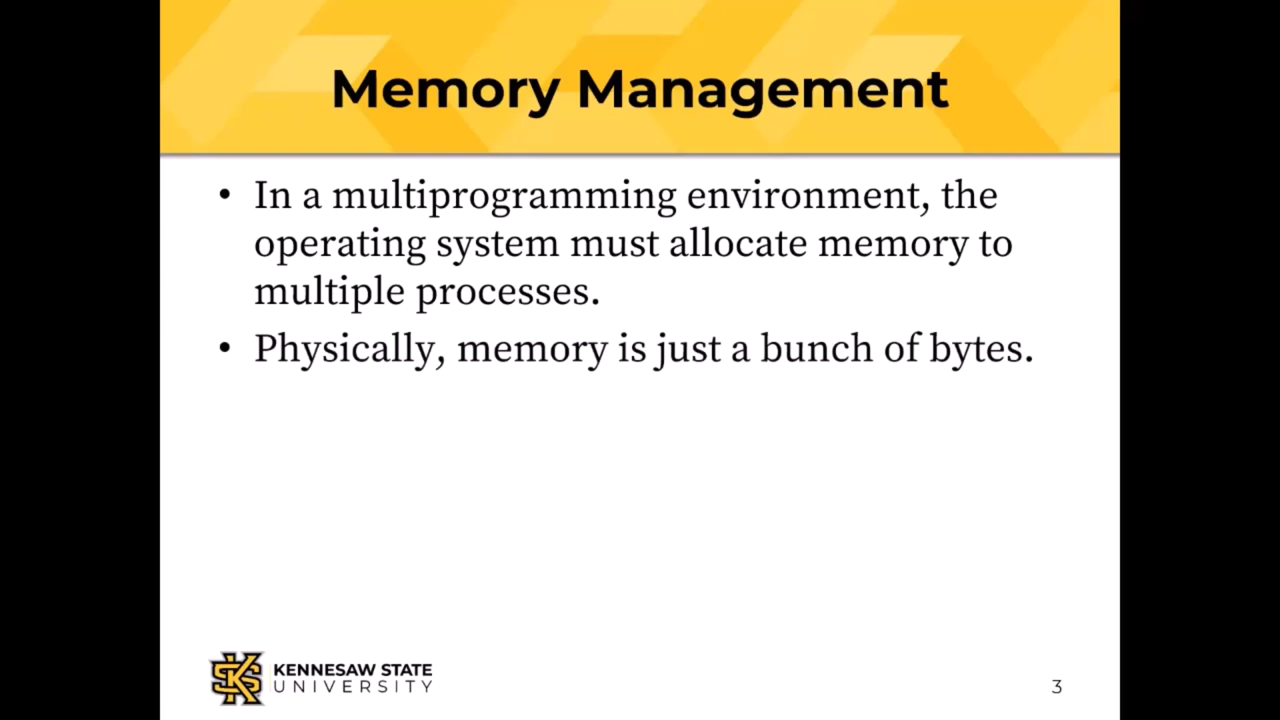 Memory Management
• In a multiprogramming environment, the
operating system must allocate memory to
multiple processes.
• Physically, memory is just a bunch of bytes.
KENNESAW STATE
UNIVERSITY
3